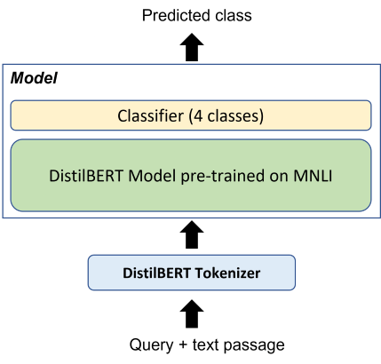 Predicted class
Model
Classifier (4 classes)
DistilBERT Model pre-trained on MNLI
DistilBERT Tokenizer
Query + text passage